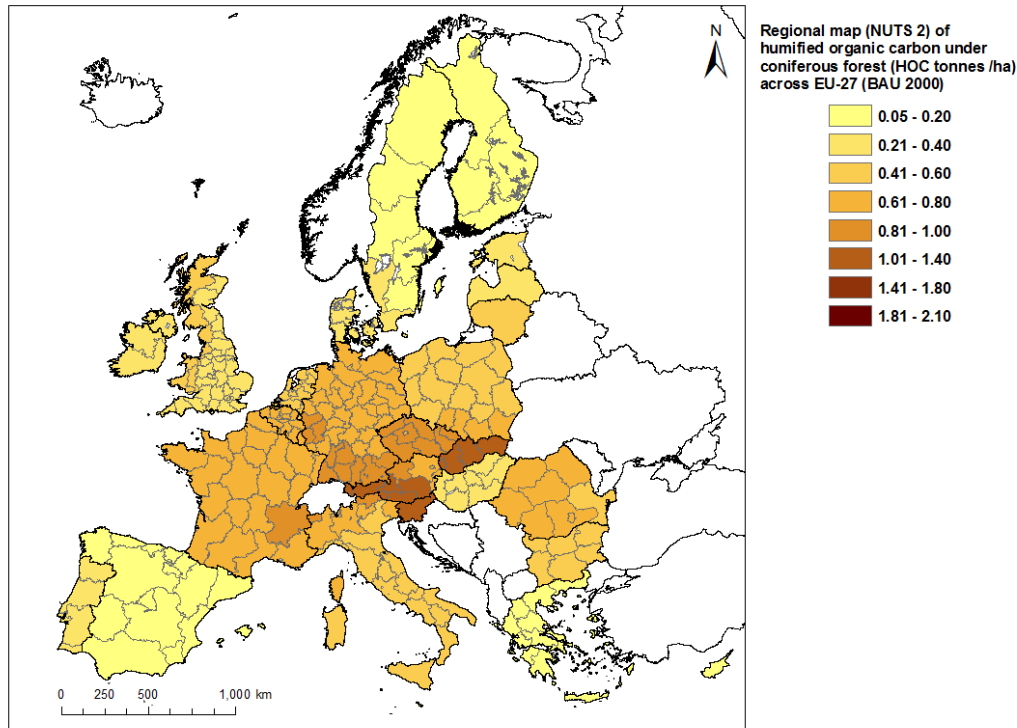 N
Regional map (NUTS 2) of
humified organic carbon under
coniferous forest (HOC tonnes /ha)
across EU-27 (BAU 2000)
0.05 - 0.20
0.21 - 0.40
0.41 - 0.60
0.61 - 0.80
0.81 - 1.00
1.01 - 1.40
1.41 - 1.80
1.81 - 2.10
0 250 500 1,000 km